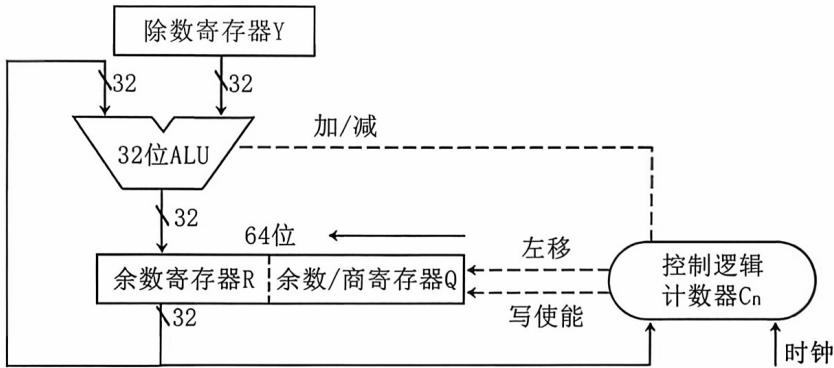 除数寄存器Y
32
32
32位ALU
加/减
32
64位
左移
余数寄存器R
余数/商寄存器Q
控制逻辑
计数器Cn
写使能
32
时钟